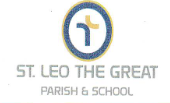 ST. LEO THE GREAT
PARISH & SCHOOL